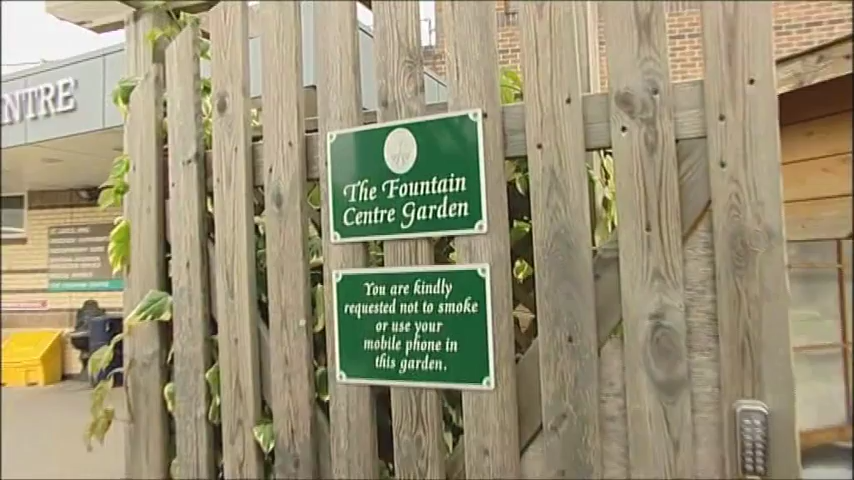 NTRE
The Fountain
Centre Garden
You are kindly
requested not to smoke
or use your
mobile phone in
this garden.